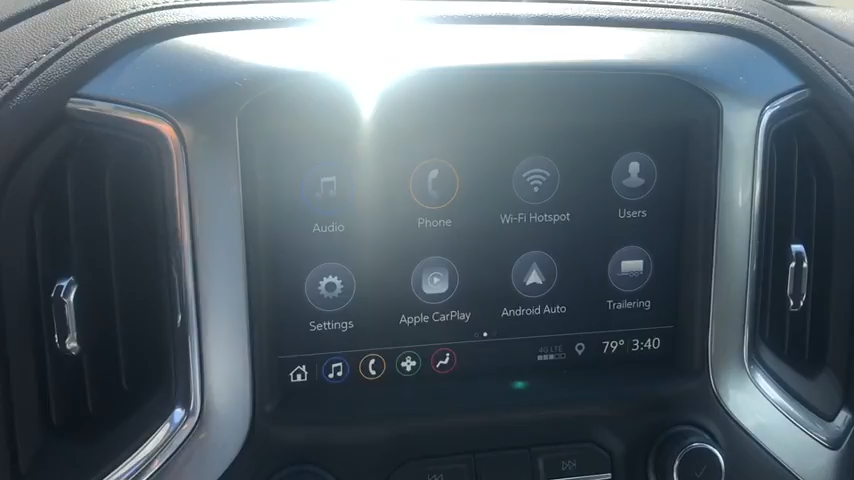 Audio
Phone
Wi-Fi Hotspot
Users
Settings
Apple CarPlay
Android Auto
Trailering
4G LTE
79° 3:40